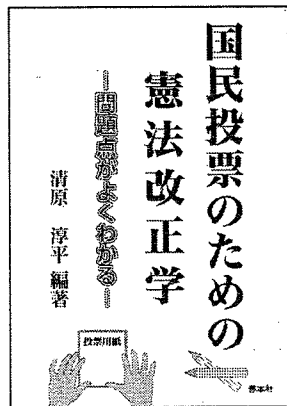 国民投票のための
憲法改正学
―問題点がよくわかる―
清原 淳平 編著
投票用紙
善本社